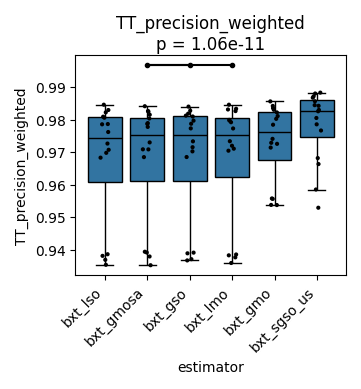 TT_precision_weighted
p = 1.06e-11
TT_precision_weighted
0.99
0.98
0.97
0.96
0.95
0.94
bxt_lso
bxt_gmosa
bxt_gso
bxt_lmo
bxt_gmo
bxt_sgso_us
estimator